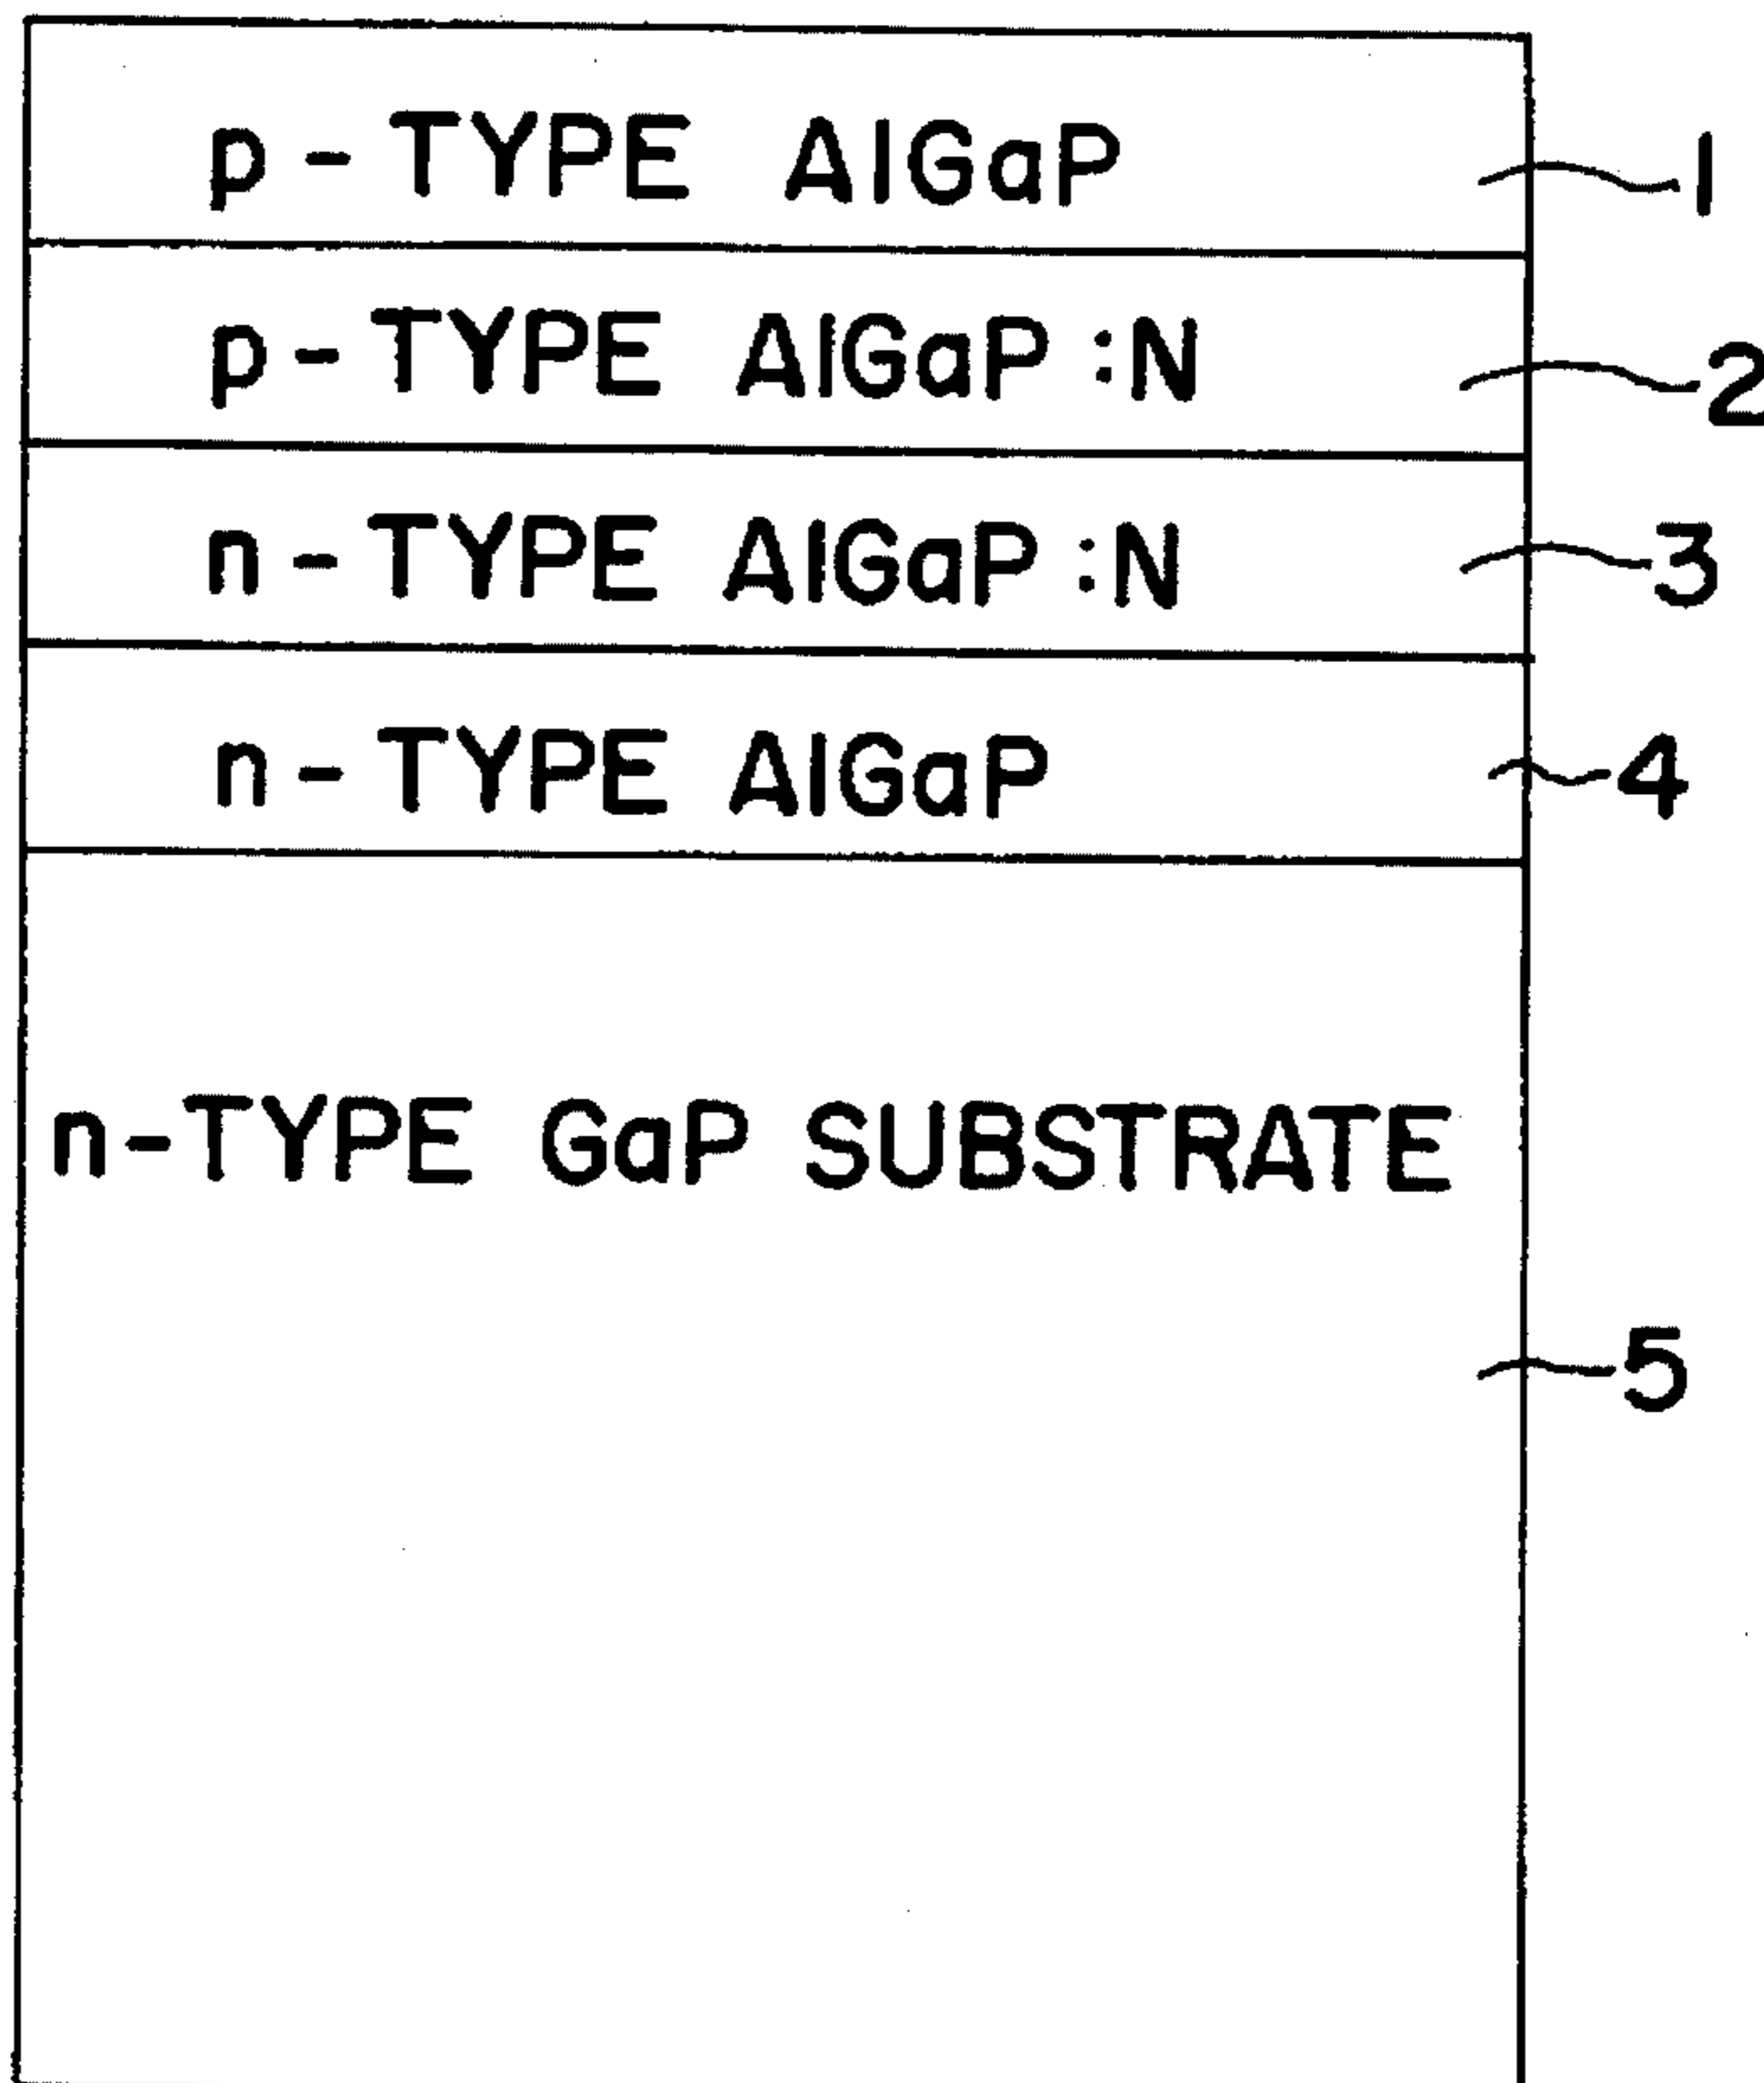 p-TYPE AlGaP 1
p-TYPE AlGaP :N 2
n-TYPE AlGaP :N 3
n-TYPE AlGaP 4
n-TYPE GaP SUBSTRATE
5